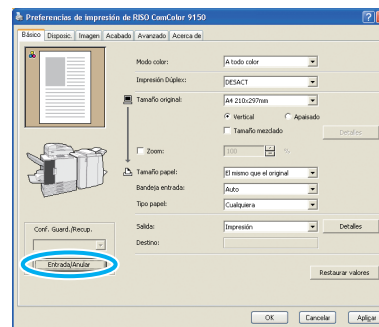 Preferencias de impresión de RISO ComColor 9150
Básico Disposic. Imagen Acabado Avanzado Acerca de
Modo color: A todo color
Impresión Dúplex: DESACT
Tamaño original: A4 210x297mm
Vertical Apaisado
Tamaño mezclado Detalles
Zoom: 100 %
Tamaño papel: El mismo que el original
Bandeja entrada: Auto
Tipo papel: Cualquiera
Conf. Guard./Recup.
Salida: Impresión Detalles
Destino:
Entrada/Anular
Restaurar valores
OK Cancelar Aplicar